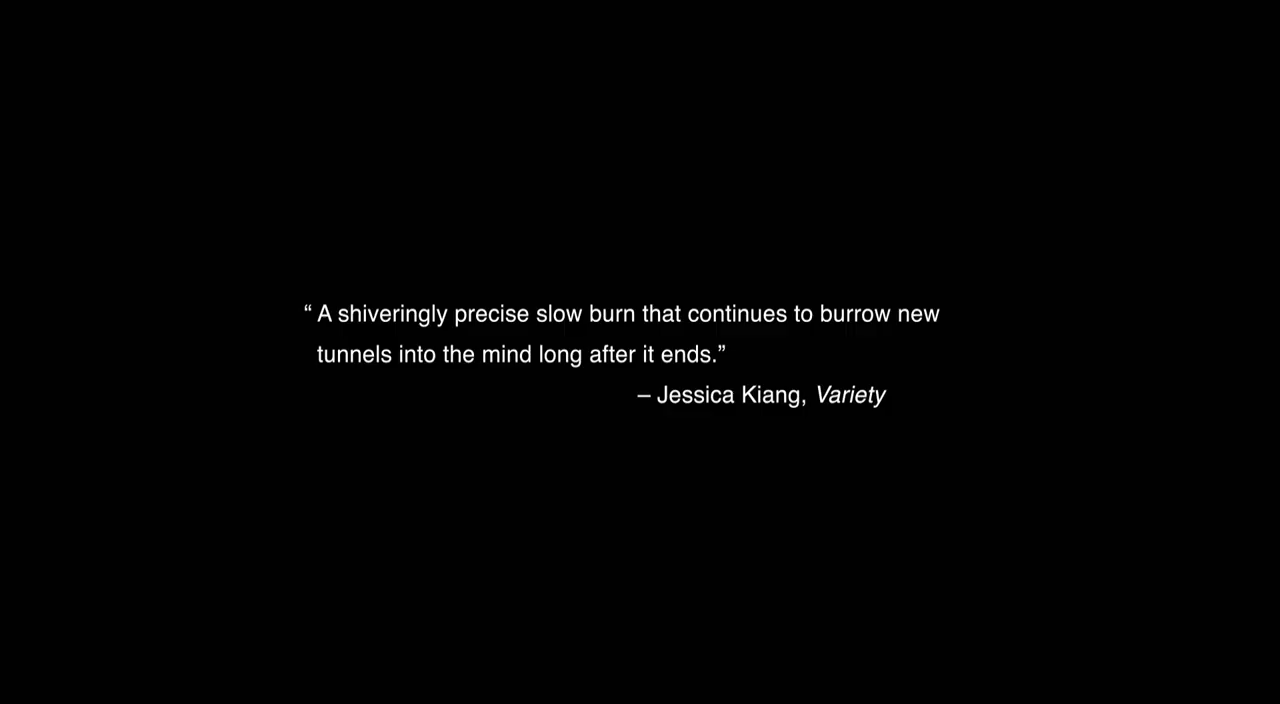 “ A shiveringly precise slow burn that continues to burrow new
tunnels into the mind long after it ends.”
– Jessica Kiang, Variety